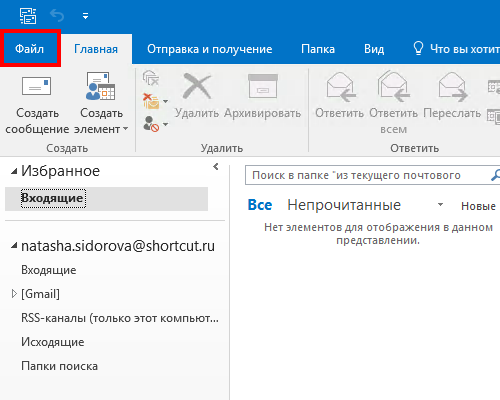 Файл Главная Отправка и получение Папка Вид Что вы хотит
Создать сообщение
Создать элемент
Удалить Архивировать
Ответить
Ответить всем
Переслать
Создать Удалить Ответить
Избранное
Входящие
natasha.sidorova@shortcut.ru
Входящие
[Gmail]
RSS-каналы (только этот компьют...
Исходящие
Папки поиска
Поиск в папке "из текущего почтового
Все Непрочитанные Новые
Нет элементов для отображения в данном
представлении.